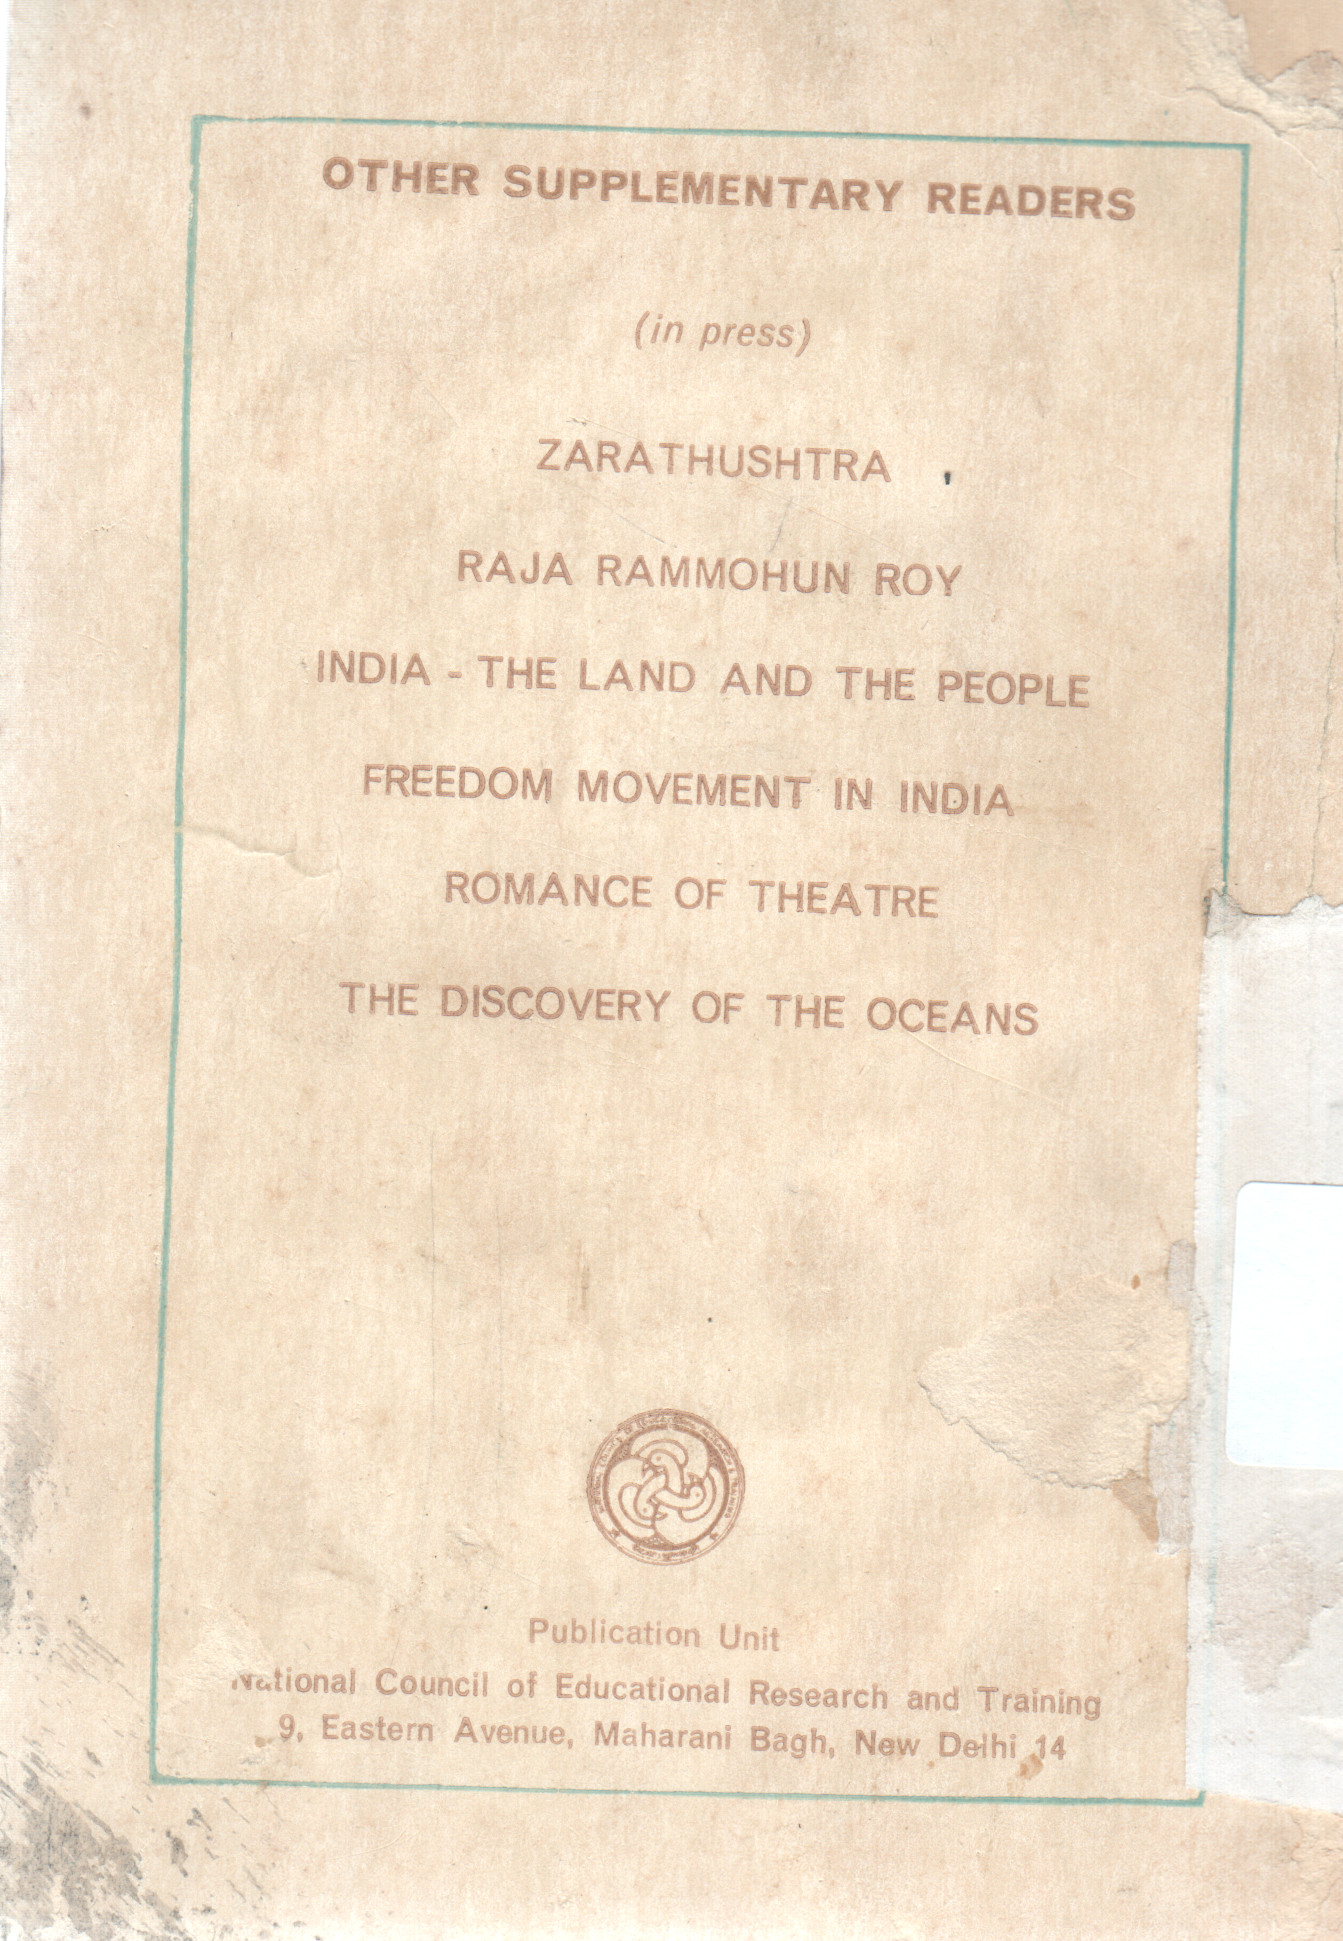 OTHER SUPPLEMENTARY READERS
(in press)
ZARATHUSHTRA
RAJA RAMMOHUN ROY
INDIA - THE LAND AND THE PEOPLE
FREEDOM MOVEMENT IN INDIA
ROMANCE OF THEATRE
THE DISCOVERY OF THE OCEANS
Publication Unit
National Council of Educational Research and Training
9, Eastern Avenue, Maharani Bagh, New Delhi 14